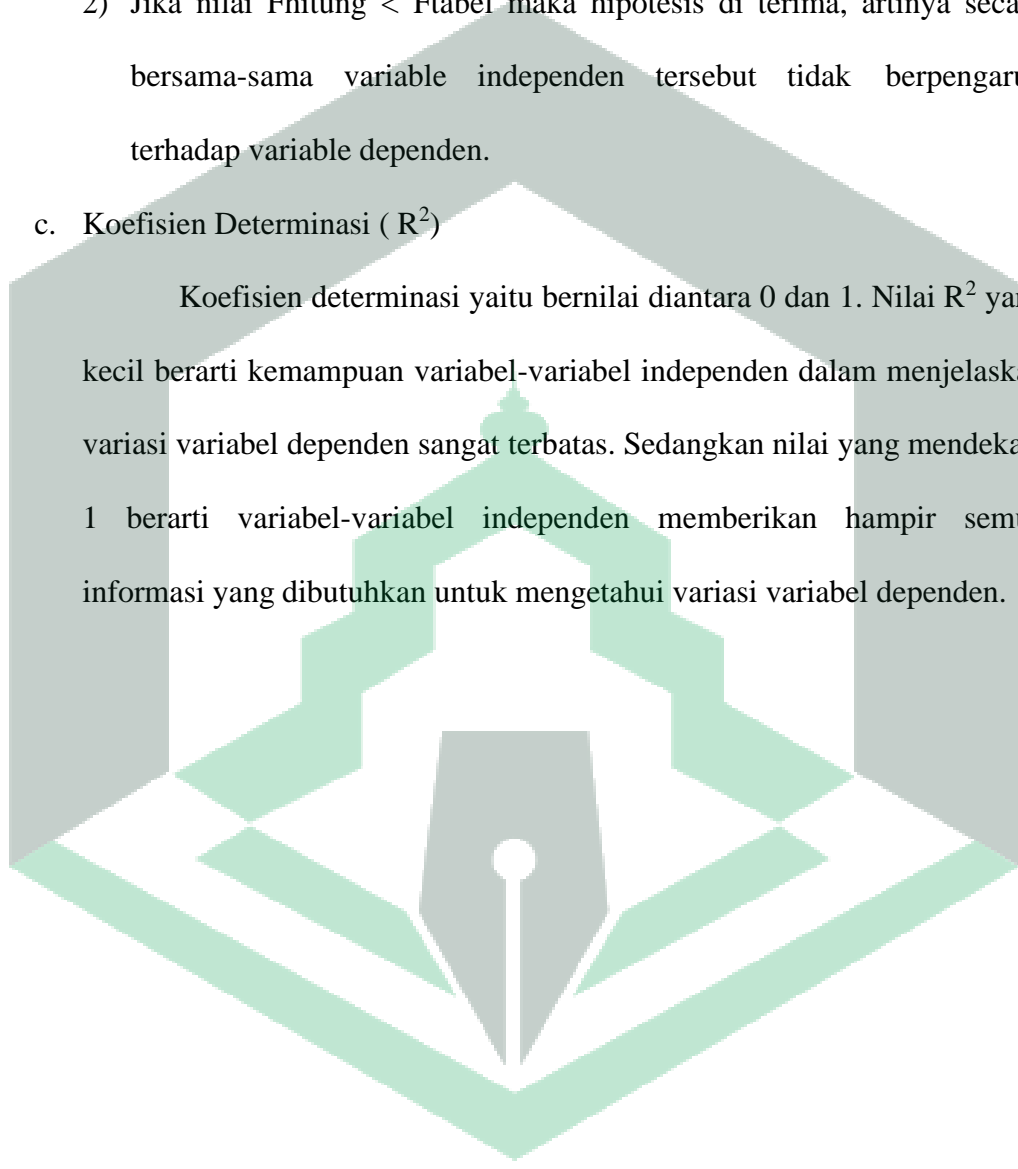 2) Jika nilai Fhitung < Ftabel maka hipotesis di terima, artinya seca
bersama-sama variable independen tersebut tidak berpengaru
terhadap variable dependen.
c. Koefisien Determinasi ( R²)
Koefisien determinasi yaitu bernilai diantara 0 dan 1. Nilai R² yan
kecil berarti kemampuan variabel-variabel independen dalam menjelaska
variasi variabel dependen sangat terbatas. Sedangkan nilai yang mendeka
1 berarti variabel-variabel independen memberikan hampir semu
informasi yang dibutuhkan untuk mengetahui variasi variabel dependen.